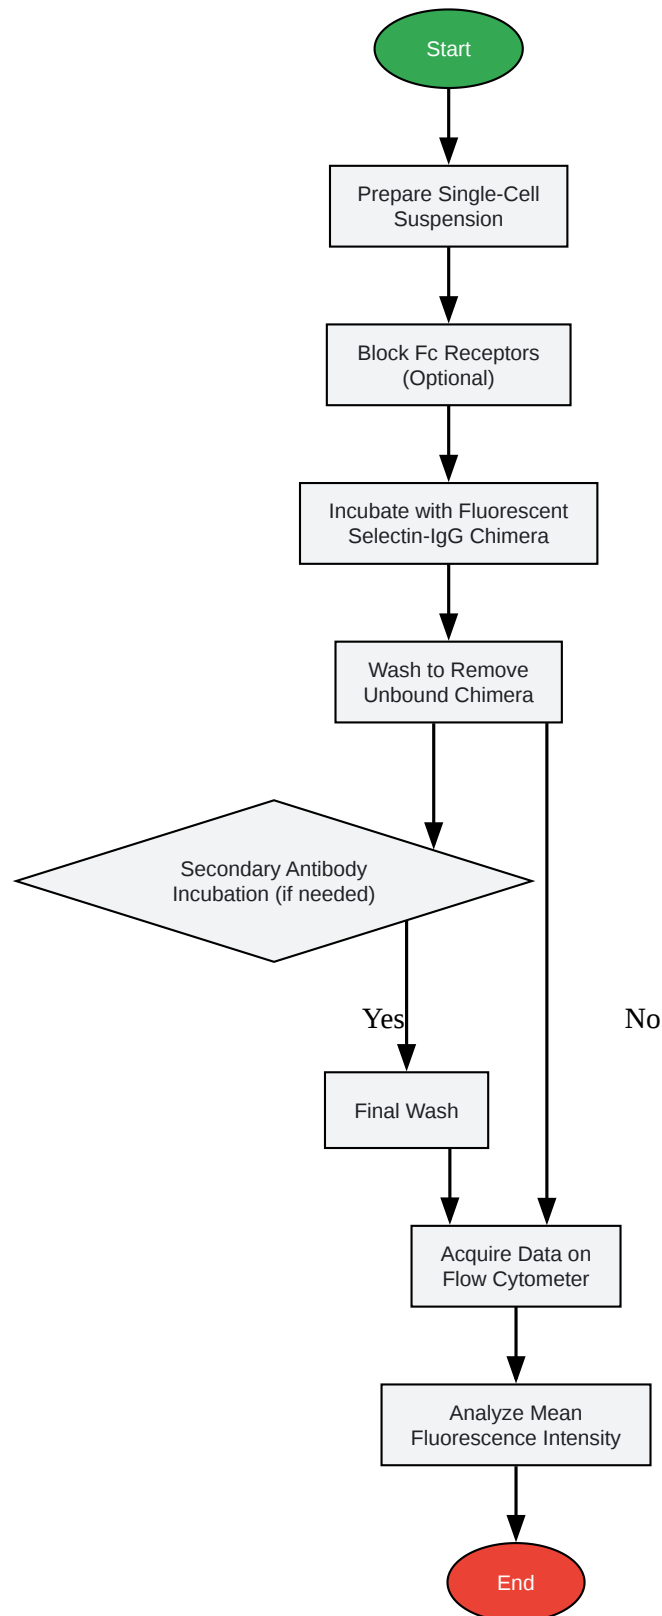 Start
Prepare Single-Cell
Suspension
Block Fc Receptors
(Optional)
Incubate with Fluorescent
Selectin-IgG Chimera
Wash to Remove
Unbound Chimera
Secondary Antibody
Incubation (if needed)
Yes
No
Final Wash
Acquire Data on
Flow Cytometer
Analyze Mean
Fluorescence Intensity
End